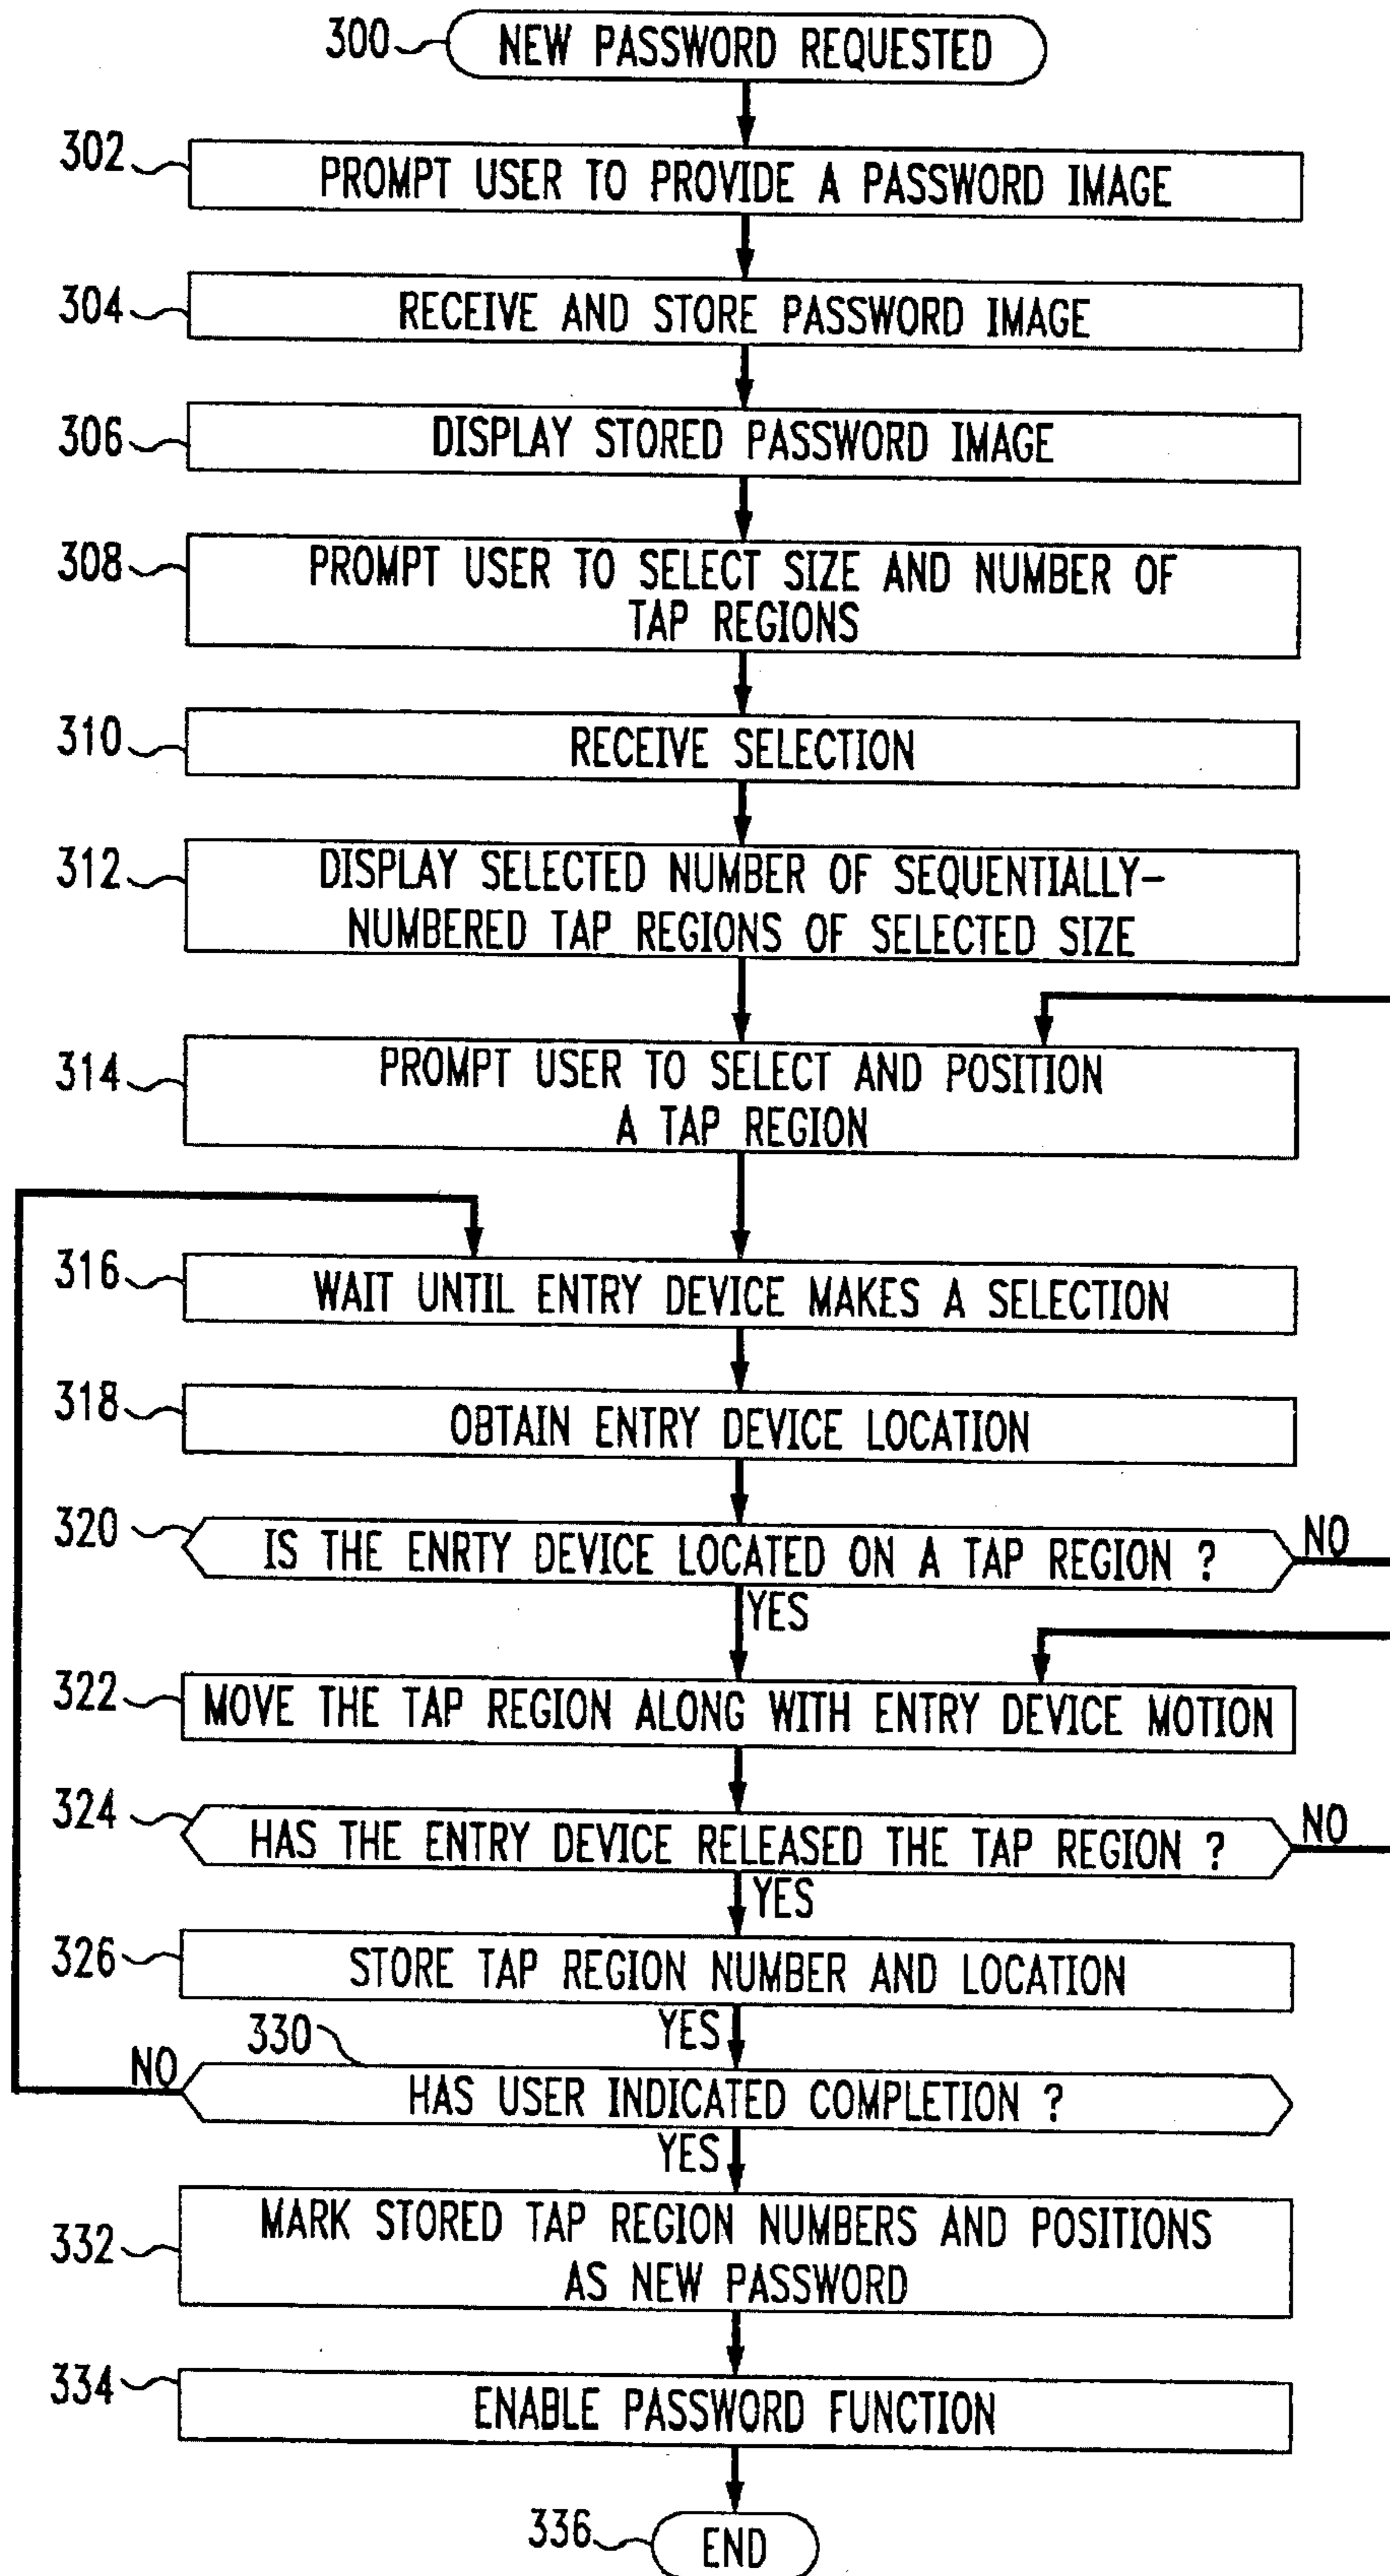 300 NEW PASSWORD REQUESTED
302 PROMPT USER TO PROVIDE A PASSWORD IMAGE
304 RECEIVE AND STORE PASSWORD IMAGE
306 DISPLAY STORED PASSWORD IMAGE
308 PROMPT USER TO SELECT SIZE AND NUMBER OF
TAP REGIONS
310 RECEIVE SELECTION
312 DISPLAY SELECTED NUMBER OF SEQUENTIALLY-
NUMBERED TAP REGIONS OF SELECTED SIZE
314 PROMPT USER TO SELECT AND POSITION
A TAP REGION
316 WAIT UNTIL ENTRY DEVICE MAKES A SELECTION
318 OBTAIN ENTRY DEVICE LOCATION
320 IS THE ENRTY DEVICE LOCATED ON A TAP REGION ? NO
YES
322 MOVE THE TAP REGION ALONG WITH ENTRY DEVICE MOTION
324 HAS THE ENTRY DEVICE RELEASED THE TAP REGION ? NO
YES
326 STORE TAP REGION NUMBER AND LOCATION
YES
330
NO HAS USER INDICATED COMPLETION ?
YES
332 MARK STORED TAP REGION NUMBERS AND POSITIONS
AS NEW PASSWORD
334 ENABLE PASSWORD FUNCTION
336 END